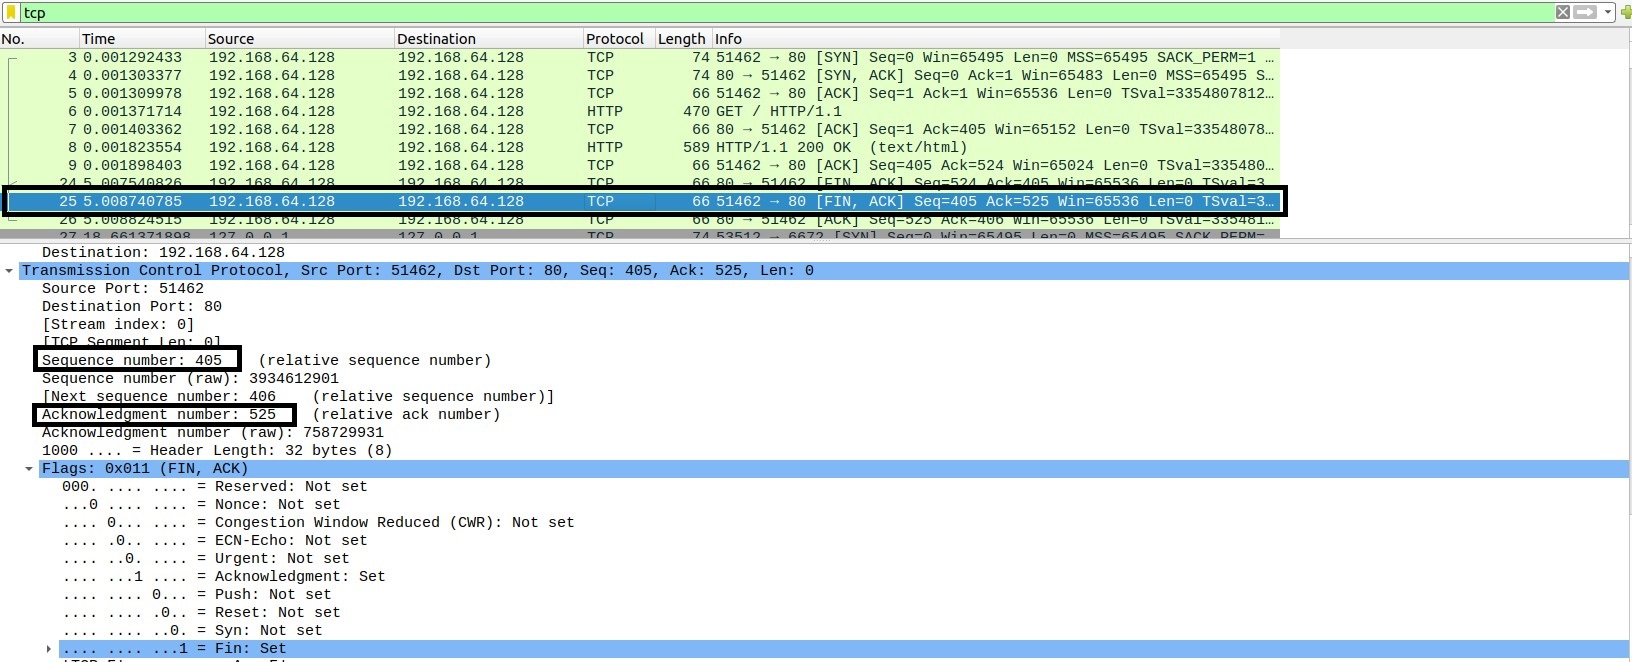 tcp
No. Time Source Destination Protocol Length Info
3 0.001292433 192.168.64.128 192.168.64.128 TCP 74 51462 → 80 [SYN] Seq=0 Win=65495 Len=0 MSS=65495 SACK_PERM=1 …
4 0.001303377 192.168.64.128 192.168.64.128 TCP 74 80 → 51462 [SYN, ACK] Seq=0 Ack=1 Win=65483 Len=0 MSS=65495 S…
5 0.001309978 192.168.64.128 192.168.64.128 TCP 66 51462 → 80 [ACK] Seq=1 Ack=1 Win=65536 Len=0 TSval=3354807812…
6 0.001371714 192.168.64.128 192.168.64.128 HTTP 470 GET / HTTP/1.1
7 0.001403362 192.168.64.128 192.168.64.128 TCP 66 80 → 51462 [ACK] Seq=1 Ack=405 Win=65152 Len=0 TSval=33548078…
8 0.001823554 192.168.64.128 192.168.64.128 HTTP 589 HTTP/1.1 200 OK (text/html)
9 0.001898403 192.168.64.128 192.168.64.128 TCP 66 51462 → 80 [ACK] Seq=405 Ack=524 Win=65024 Len=0 TSval=335480…
24 5.007540826 192.168.64.128 192.168.64.128 TCP 66 80 → 51462 [FIN, ACK] Seq=524 Ack=405 Win=65536 Len=0 TSval=3…
25 5.008740785 192.168.64.128 192.168.64.128 TCP 66 51462 → 80 [FIN, ACK] Seq=405 Ack=525 Win=65536 Len=0 TSval=3…
26 5.008824515 192.168.64.128 192.168.64.128 TCP 66 80 → 51462 [ACK] Seq=525 Ack=406 Win=65536 Len=0 TSval=335481…
27 18.661371898 127.0.0.1 127.0.0.1 TCP 74 53512 → 6672 [SYN] Seq=0 Win=65495 Len=0 MSS=65495 SACK_PERM=
Destination: 192.168.64.128
Transmission Control Protocol, Src Port: 51462, Dst Port: 80, Seq: 405, Ack: 525, Len: 0
Source Port: 51462
Destination Port: 80
[Stream index: 0]
[TCP Segment Len: 0]
Sequence number: 405 (relative sequence number)
Sequence number (raw): 3934612901
[Next sequence number: 406 (relative sequence number)]
Acknowledgment number: 525 (relative ack number)
Acknowledgment number (raw): 758729931
1000 .... = Header Length: 32 bytes (8)
Flags: 0x011 (FIN, ACK)
000. .... .... = Reserved: Not set
...0 .... .... = Nonce: Not set
.... 0... .... = Congestion Window Reduced (CWR): Not set
.... .0.. .... = ECN-Echo: Not set
.... ..0. .... = Urgent: Not set
.... ...1 .... = Acknowledgment: Set
.... .... 0... = Push: Not set
.... .... .0.. = Reset: Not set
.... .... ..0. = Syn: Not set
.... .... ...1 = Fin: Set